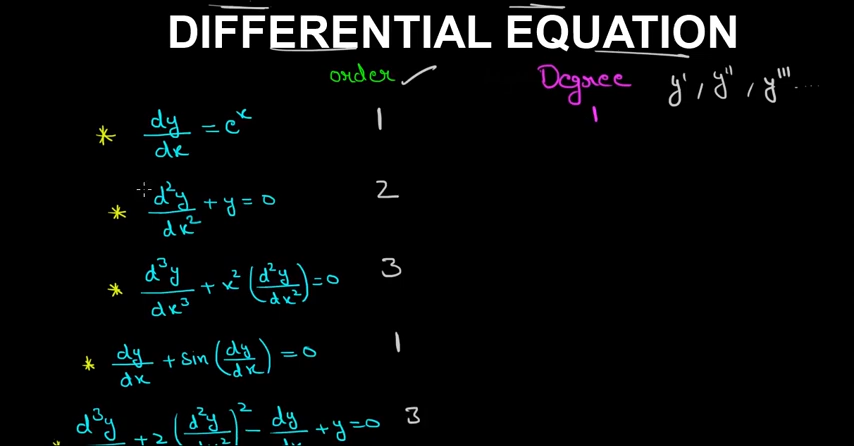 DIFFERENTIAL EQUATION
order ✓ Degree y', y'', y''' ....
* dy/dx = e^x 1 1
* d²y/dx² + y = 0 2
* d³y/dx³ + x² (d²y/dx²) = 0 3
* dy/dx + sin (dy/dx) = 0 1
* d³y + 2 (d²y/dx²)² - dy/dx + y = 0 3